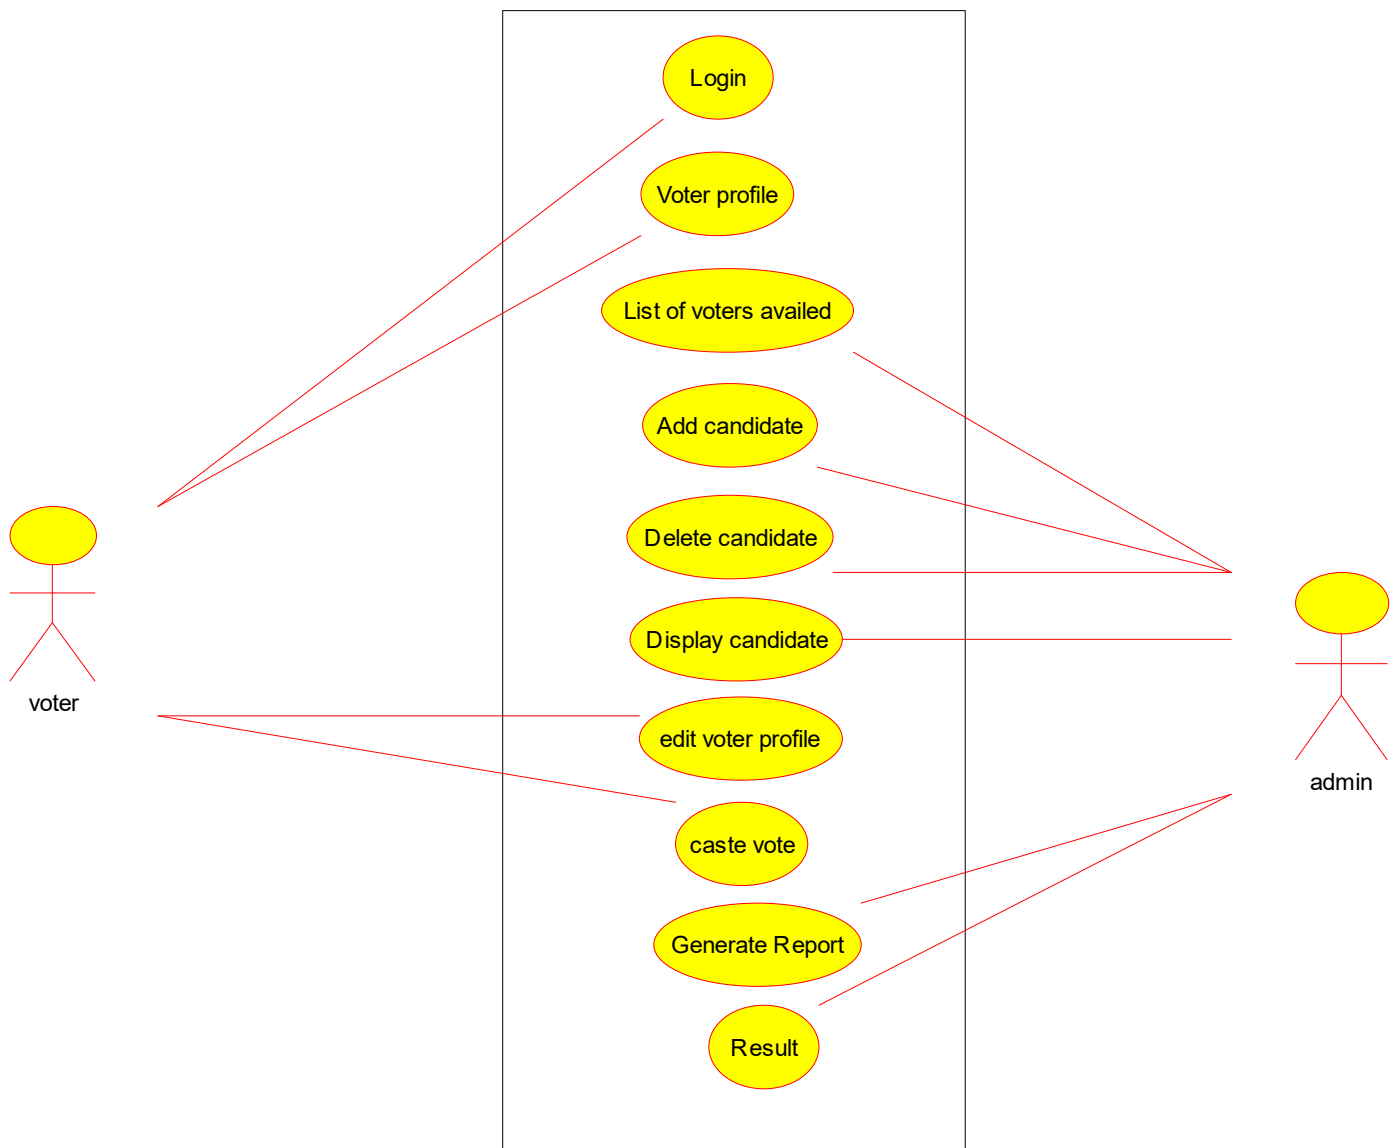 Login
Voter profile
List of voters availed
Add candidate
Delete candidate
Display candidate
edit voter profile
caste vote
Generate Report
Result
voter
admin